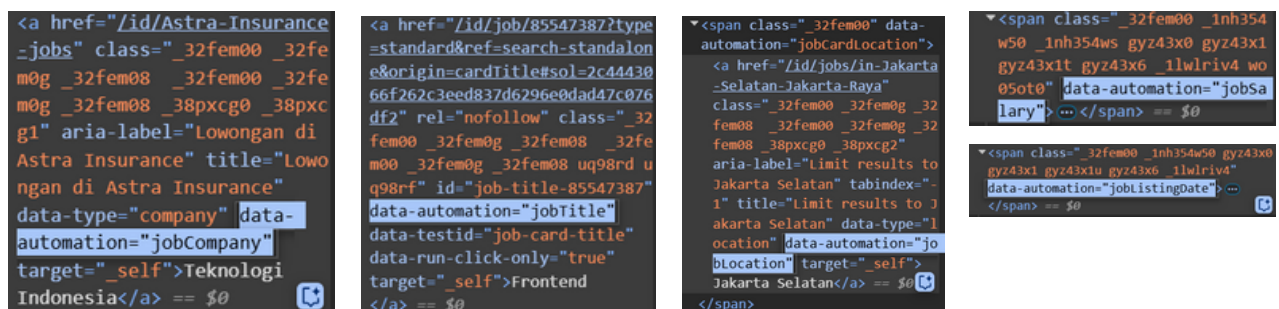 <a href="/id/Astra-Insurance
-jobs" class="_32fem00 _32fe
m0g _32fem08 _32fem00 _32fe
m0g _32fem08 _38pxcg0 _38pxc
g1" aria-label="Lowongan di
Astra Insurance" title="Lowo
ngan di Astra Insurance"
data-type="company" data-
automation="jobCompany"
target="_self">Teknologi
Indonesia</a> == $0
<a href="/id/job/85547387?type
=standard&ref=search-standalon
e&origin=cardTitle#sol=2c44430
66f262c3eed837d6296e0dad47c076
df2" rel="nofollow" class="_32
fem00 _32fem0g _32fem08 _32fe
m00 _32fem0g _32fem08 uq98rd u
q98rf" id="job-title-85547387"
data-automation="jobTitle"
data-testid="job-card-title"
data-run-click-only="true"
target="_self">Frontend
</a> == $0
<span class="_32fem00" data-
automation="jobCardLocation">
<a href="/id/jobs/in-Jakarta
-Selatan-Jakarta-Raya"
class="_32fem00 _32fem0g _32
fem08 _32fem00 _32fem0g _32
fem08 _38pxcg0 _38pxcg2"
aria-label="Limit results to
Jakarta Selatan" tabindex="-
1" title="Limit results to J
akarta Selatan" data-type="l
ocation" data-automation="jo
bLocation" target="_self">
Jakarta Selatan</a> == $0
</span>
<span class="_32fem00 _1nh354
w50 _1nh354ws gyz43x0 gyz43x1
gyz43x1t gyz43x6 _1lwlriv4 wo
05ot0" data-automation="jobSa
lary">…</span> == $0
<span class="_32fem00 _1nh354w50 gyz43x0
gyz43x1 gyz43x1u gyz43x6 _1lwlriv4"
data-automation="jobListingDate">…
</span> == $0